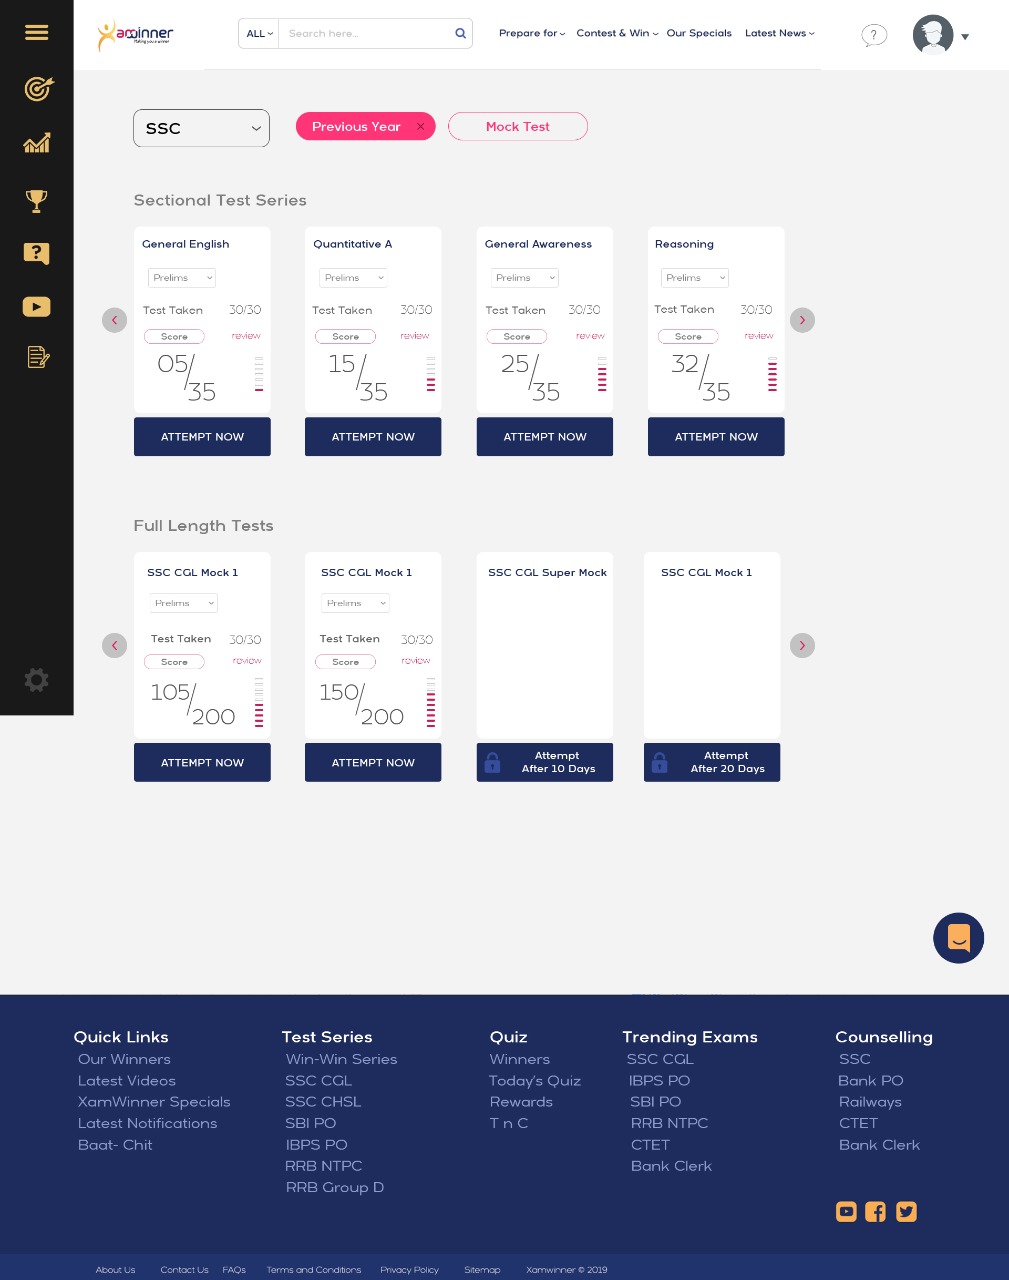 xamwinner
Making you a winner
ALL
Search here...
Prepare for
Contest & Win
Our Specials
Latest News
?
SSC
Previous Year ×
Mock Test
Sectional Test Series
General English
Prelims
Test Taken 30/30
Score review
05/
35
ATTEMPT NOW
Quantitative A
Prelims
Test Taken 30/30
Score review
15/
35
ATTEMPT NOW
General Awareness
Prelims
Test Taken 30/30
Score review
25/
35
ATTEMPT NOW
Reasoning
Prelims
Test Taken 30/30
Score review
32/
35
ATTEMPT NOW
Full Length Tests
SSC CGL Mock 1
Prelims
Test Taken 30/30
Score review
105/
200
ATTEMPT NOW
SSC CGL Mock 1
Prelims
Test Taken 30/30
Score review
150/
200
ATTEMPT NOW
SSC CGL Super Mock
Attempt
After 10 Days
SSC CGL Mock 1
Attempt
After 20 Days
Quick Links
Our Winners
Latest Videos
XamWinner Specials
Latest Notifications
Baat- Chit
Test Series
Win-Win Series
SSC CGL
SSC CHSL
SBI PO
IBPS PO
RRB NTPC
RRB Group D
Quiz
Winners
Today's Quiz
Rewards
T n C
Trending Exams
SSC CGL
IBPS PO
SBI PO
RRB NTPC
CTET
Bank Clerk
Counselling
SSC
Bank PO
Railways
CTET
Bank Clerk
About Us
Contact Us
FAQs
Terms and Conditions
Privacy Policy
Sitemap
Xamwinner © 2019